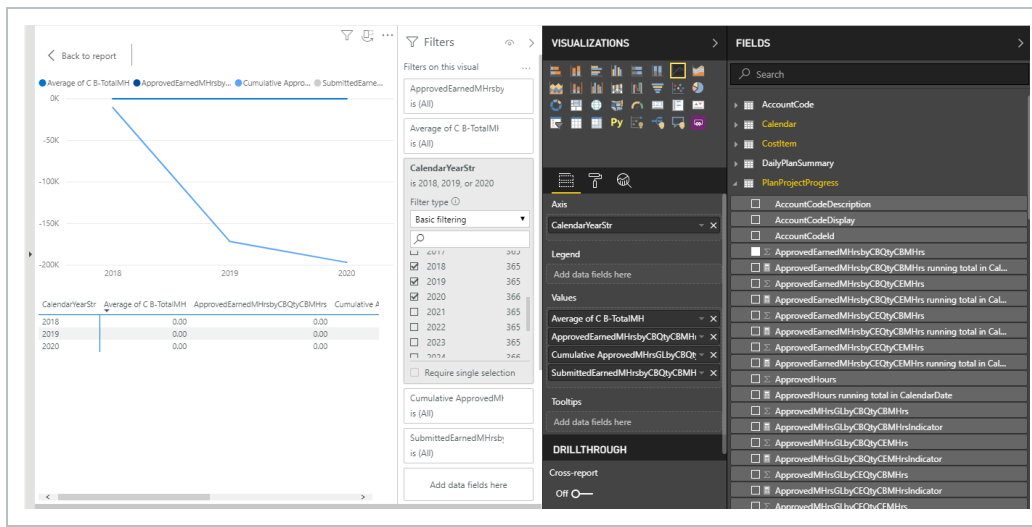 Back to report
Average of C B-TotalMH ApprovedEarnedMHrsby... Cumulative Appro... SubmittedEarne...
0K
-50K
-100K
-150K
-200K
2018 2019 2020
CalendarYearStr Average of C B-TotalMH ApprovedEarnedMHrsbyCBQtyCBMHrs Cumulative A
2018 0.00 0.00
2019 0.00 0.00
2020 0.00 0.00
Filters
Filters on this visual
ApprovedEarnedMHrsby
is (All)
Average of C B-TotalMH
is (All)
CalendarYearStr
is 2018, 2019, or 2020
Filter type
Basic filtering
2017 365
2018 365
2019 365
2020 366
2021 365
2022 365
2023 365
2024 366
Require single selection
Cumulative ApprovedMH
is (All)
SubmittedEarnedMHrsby
is (All)
Add data fields here
VISUALIZATIONS
Py
Axis
CalendarYearStr
Legend
Add data fields here
Values
Average of C B-TotalMH
ApprovedEarnedMHrsbyCBQtyCBMH
Cumulative ApprovedMHrsGLbyCBQt
SubmittedEarnedMHrsbyCBQtyCBMH
Tooltips
Add data fields here
DRILLTHROUGH
Cross-report
Off
FIELDS
Search
AccountCode
Calendar
CostItem
DailyPlanSummary
PlanProjectProgress
AccountCodeDescription
AccountCodeDisplay
AccountCodeId
ApprovedEarnedMHrsbyCBQtyCBMHrs
ApprovedEarnedMHrsbyCBQtyCBMHrs running total in Cal...
ApprovedEarnedMHrsbyCBQtyCEMHrs
ApprovedEarnedMHrsbyCBQtyCEMHrs running total in Cal...
ApprovedEarnedMHrsbyCEQtyCBMHrs
ApprovedEarnedMHrsbyCEQtyCBMHrs running total in Cal...
ApprovedEarnedMHrsbyCEQtyCEMHrs
ApprovedEarnedMHrsbyCEQtyCEMHrs running total in Cal...
ApprovedHours
ApprovedHours running total in CalendarDate
ApprovedMHrsGLbyCBQtyCBMHrs
ApprovedMHrsGLbyCBQtyCBMHrsIndicator
ApprovedMHrsGLbyCBQtyCEMHrs
ApprovedMHrsGLbyCBQtyCEMHrsIndicator
ApprovedMHrsGLbyCEQtyCBMHrs
ApprovedMHrsGLbyCEQtyCBMHrsIndicator
ApprovedMHrsGLbyCEQtyCEMHrs